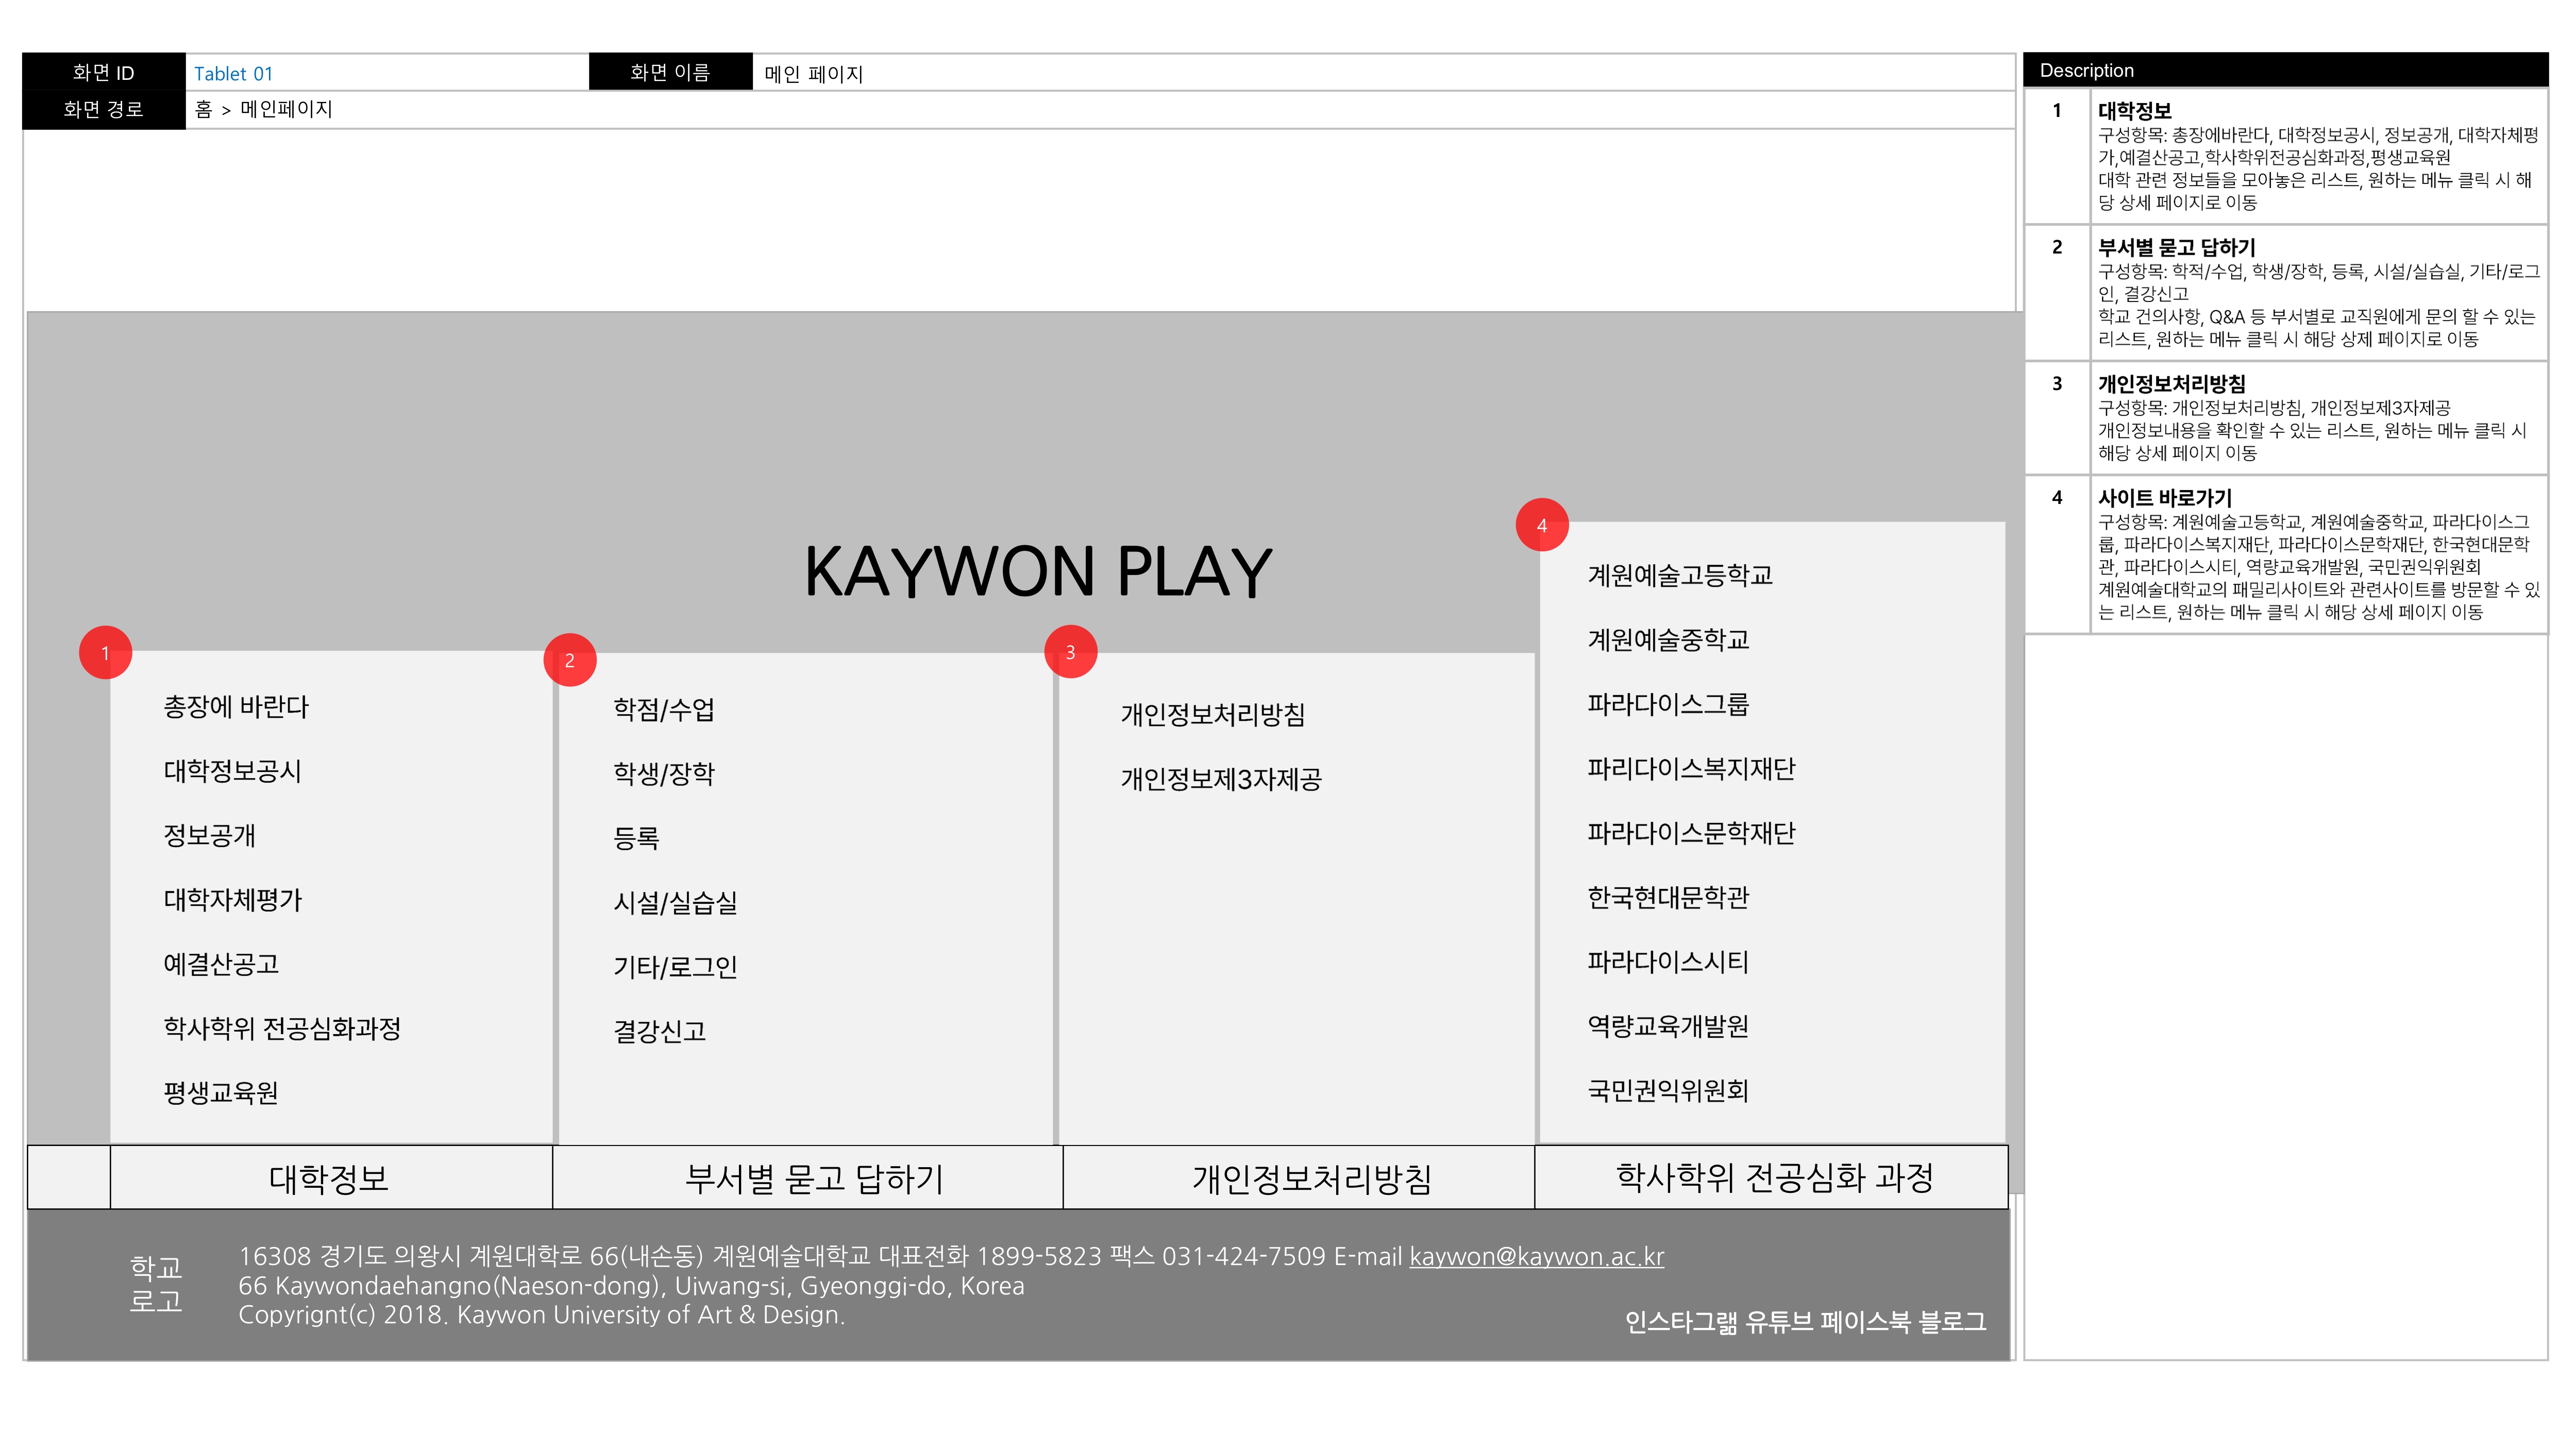 화면 ID
Tablet 01
화면 이름
메인 페이지
화면 경로
홈 > 메인페이지
KAYWON PLAY
1
총장에 바란다
대학정보공시
정보공개
대학자체평가
예결산공고
학사학위 전공심화과정
평생교육원
2
학점/수업
학생/장학
등록
시설/실습실
기타/로그인
결강신고
3
개인정보처리방침
개인정보제3자제공
4
계원예술고등학교
계원예술중학교
파라다이스그룹
파리다이스복지재단
파라다이스문학재단
한국현대문학관
파라다이스시티
역량교육개발원
국민권익위원회
대학정보
부서별 묻고 답하기
개인정보처리방침
학사학위 전공심화 과정
학교
로고
16308 경기도 의왕시 계원대학로 66(내손동) 계원예술대학교 대표전화 1899-5823 팩스 031-424-7509 E-mail kaywon@kaywon.ac.kr
66 Kaywondaehangno(Naeson-dong), Uiwang-si, Gyeonggi-do, Korea
Copyrignt(c) 2018. Kaywon University of Art & Design.
인스타그램 유튜브 페이스북 블로그
Description
1
대학정보
구성항목: 총장에바란다, 대학정보공시, 정보공개, 대학자체평
가,예결산공고,학사학위전공심화과정,평생교육원
대학 관련 정보들을 모아놓은 리스트, 원하는 메뉴 클릭 시 해
당 상세 페이지로 이동
2
부서별 묻고 답하기
구성항목: 학적/수업, 학생/장학, 등록, 시설/실습실, 기타/로그
인, 결강신고
학교 건의사항, Q&A 등 부서별로 교직원에게 문의 할 수 있는
리스트, 원하는 메뉴 클릭 시 해당 상제 페이지로 이동
3
개인정보처리방침
구성항목: 개인정보처리방침, 개인정보제3자제공
개인정보내용을 확인할 수 있는 리스트, 원하는 메뉴 클릭 시
해당 상세 페이지 이동
4
사이트 바로가기
구성항목: 계원예술고등학교, 계원예술중학교, 파라다이스그
룹, 파라다이스복지재단, 파라다이스문학재단, 한국현대문학
관, 파라다이스시티, 역량교육개발원, 국민권익위원회
계원예술대학교의 패밀리사이트와 관련사이트를 방문할 수 있
는 리스트, 원하는 메뉴 클릭 시 해당 상세 페이지 이동